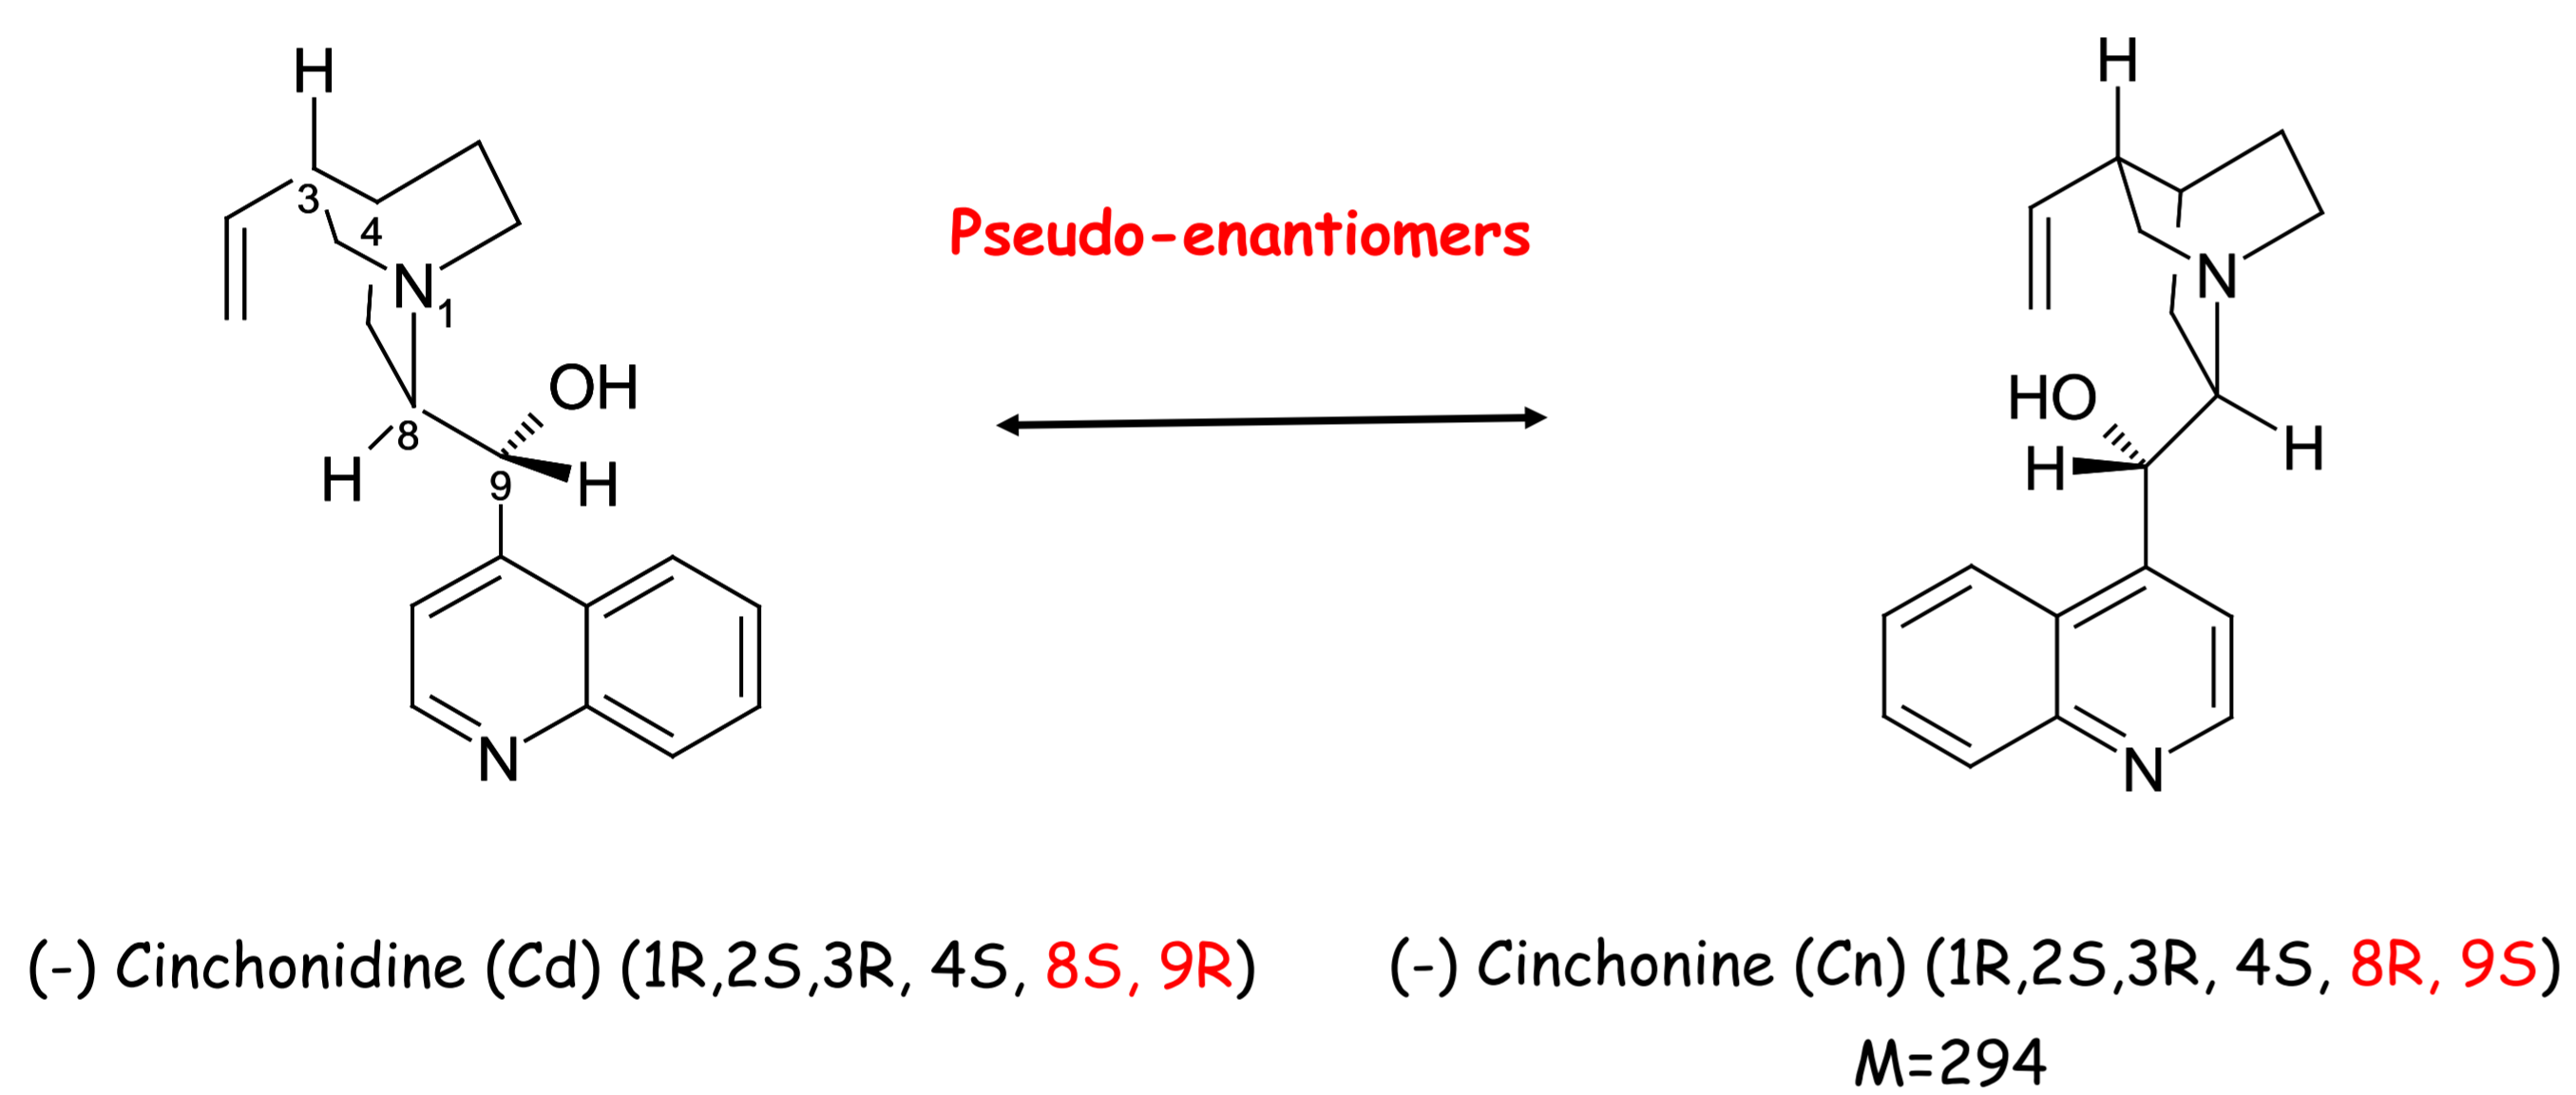 H
H
3
4
N
1
Pseudo-enantiomers
N
OH
HO
8
H
9
H
H
H
N
N
(-) Cinchonidine (Cd) (1R,2S,3R, 4S, 8S, 9R)
(-) Cinchonine (Cn) (1R,2S,3R, 4S, 8R, 9S)
M=294